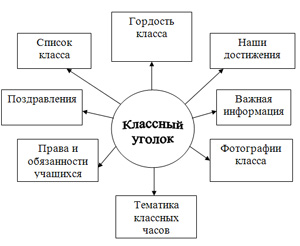 Гордость
класса
Список
класса
Наши
достижения
Поздравления
Важная
информация
Классный
уголок
Права и
обязанности
учащихся
Фотографии
класса
Тематика
классных
часов